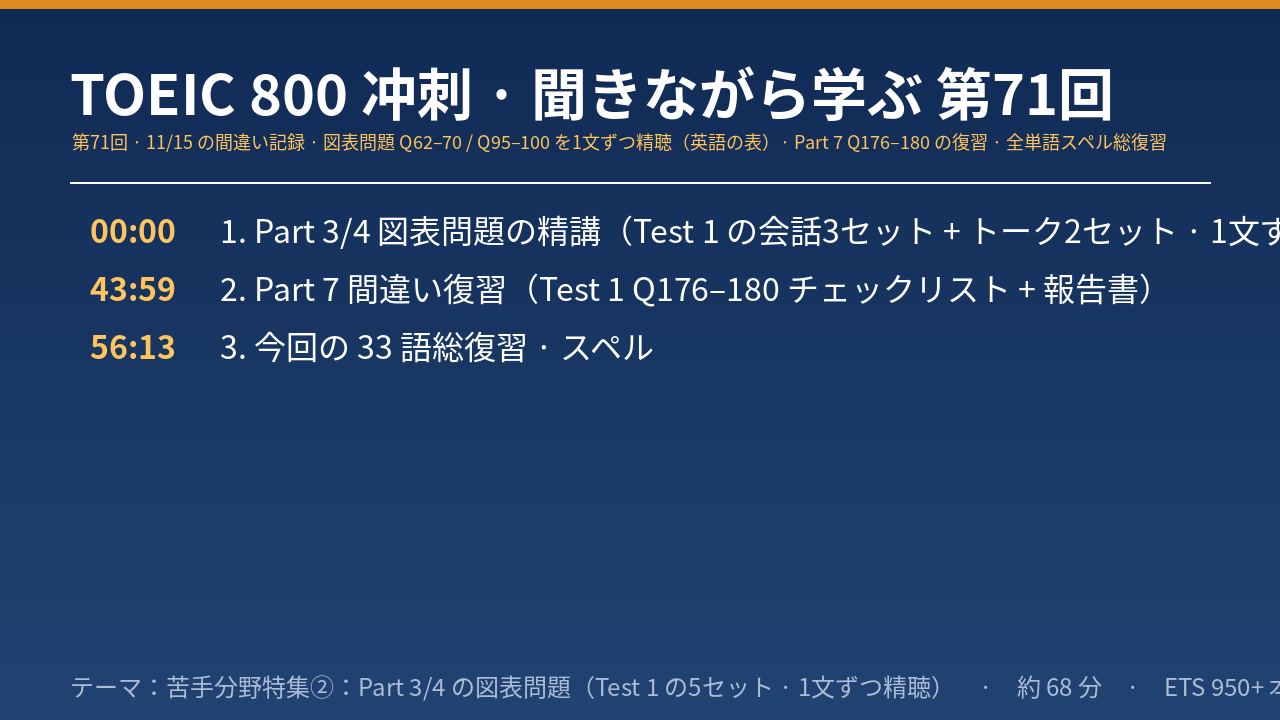 TOEIC 800 冲刺 · 聞きながら学ぶ 第71回
第71回 · 11/15 の間違い記録 · 図表問題 Q62–70 / Q95–100 を1文ずつ精聴（英語の表）· Part 7 Q176–180 の復習 · 全単語スペル総復習
00:00 1. Part 3/4 図表問題の精講（Test 1 の会話3セット + トーク2セット · 1文ず
43:59 2. Part 7 間違い復習（Test 1 Q176–180 チェックリスト + 報告書）
56:13 3. 今回の 33 語総復習 · スペル
テーマ：苦手分野特集②：Part 3/4 の図表問題（Test 1 の5セット · 1文ずつ精聴） · 約 68 分 · ETS 950+